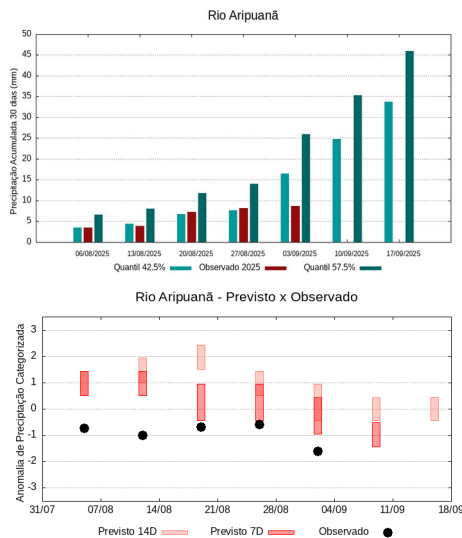 Rio Aripuanã
Precipitação Acumulada 30 dias (mm)
50
45
40
35
30
25
20
15
10
5
0
06/08/2025 13/08/2025 20/08/2025 27/08/2025 03/09/2025 10/09/2025 17/09/2025
Quantil 42.5% Observado 2025 Quantil 57.5%
Rio Aripuanã - Previsto x Observado
Anomalia de Precipitação Categorizada
3
2
1
0
-1
-2
-3
31/07 07/08 14/08 21/08 28/08 04/09 11/09 18/09
Previsto 14D Previsto 7D Observado